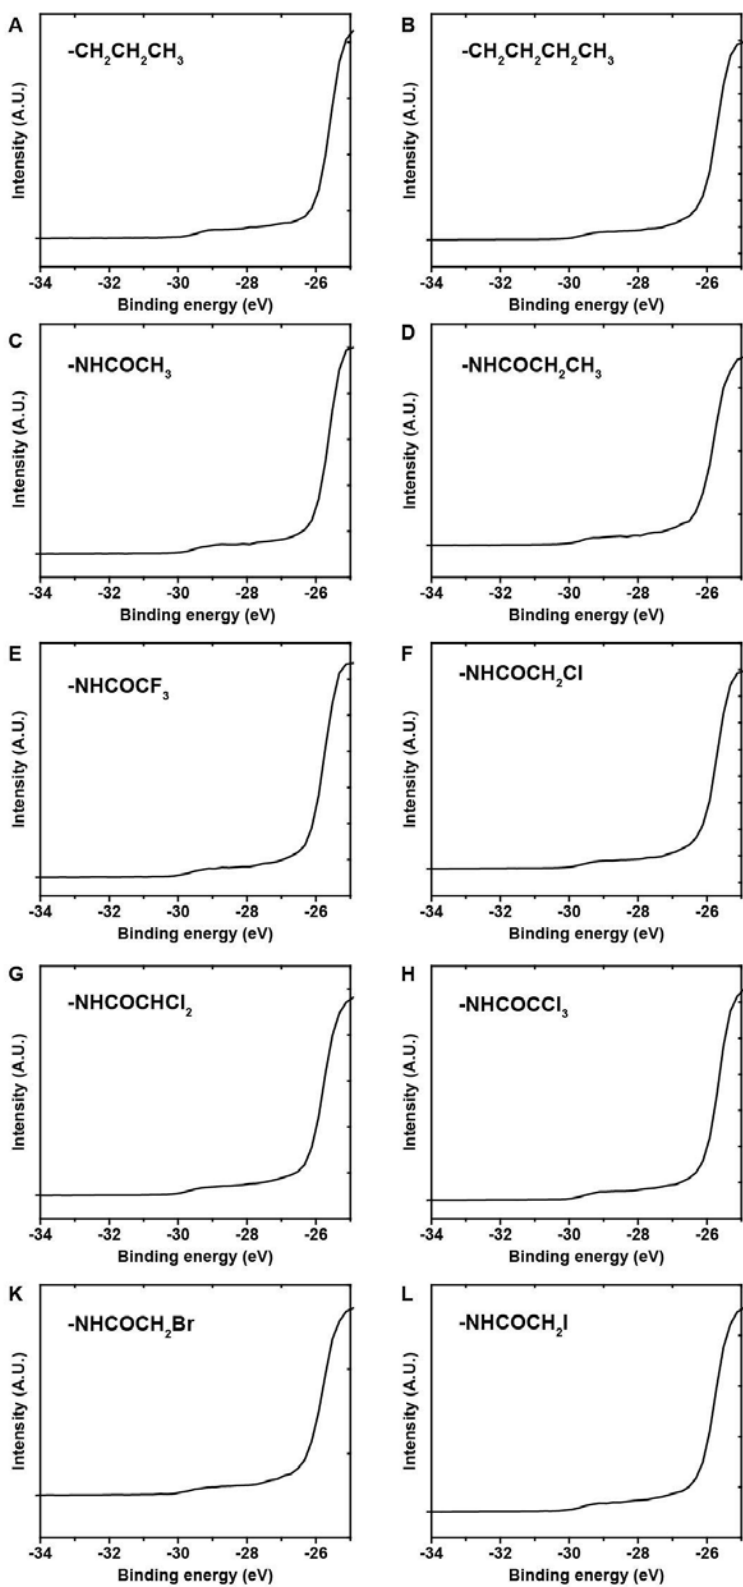 A
-CH₂CH₂CH₃
Intensity (A.U.)
-34 -32 -30 -28 -26
Binding energy (eV)
B
-CH₂CH₂CH₂CH₃
Intensity (A.U.)
-34 -32 -30 -28 -26
Binding energy (eV)
C
-NHCOCH₃
Intensity (A.U.)
-34 -32 -30 -28 -26
Binding energy (eV)
D
-NHCOCH₂CH₃
Intensity (A.U.)
-34 -32 -30 -28 -26
Binding energy (eV)
E
-NHCOCF₃
Intensity (A.U.)
-34 -32 -30 -28 -26
Binding energy (eV)
F
-NHCOCH₂Cl
Intensity (A.U.)
-34 -32 -30 -28 -26
Binding energy (eV)
G
-NHCOCHCl₂
Intensity (A.U.)
-34 -32 -30 -28 -26
Binding energy (eV)
H
-NHCOCCl₃
Intensity (A.U.)
-34 -32 -30 -28 -26
Binding energy (eV)
K
-NHCOCH₂Br
Intensity (A.U.)
-34 -32 -30 -28 -26
Binding energy (eV)
L
-NHCOCH₂I
Intensity (A.U.)
-34 -32 -30 -28 -26
Binding energy (eV)